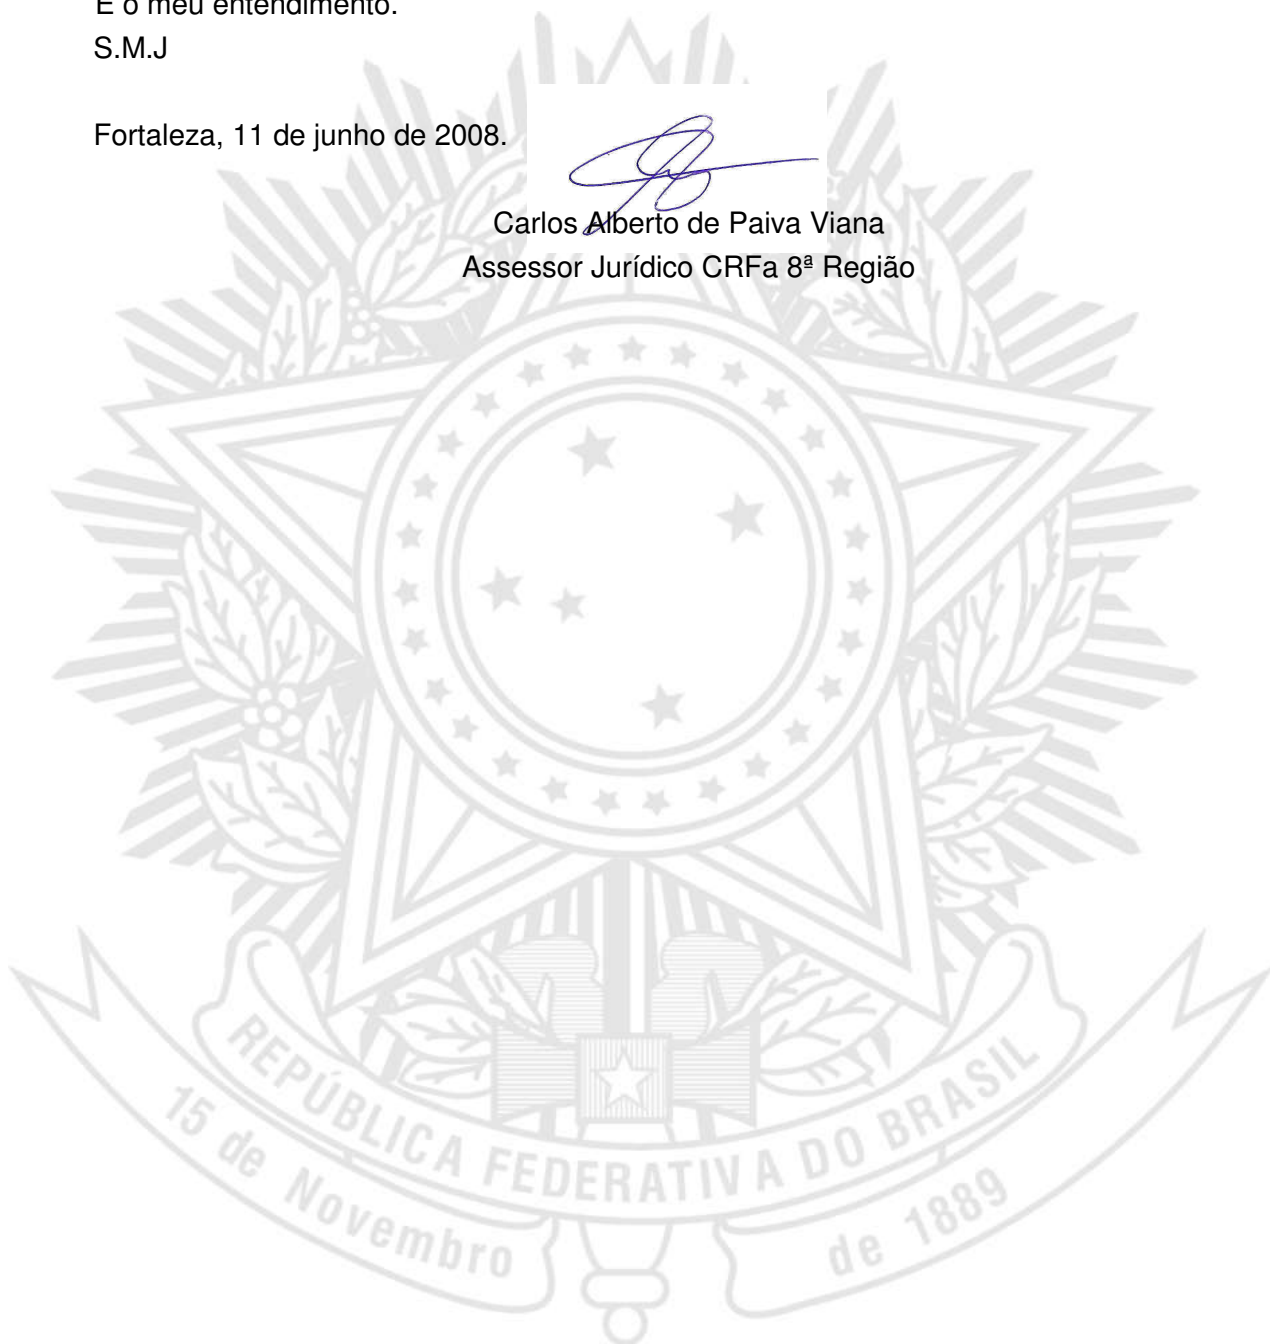 É o meu entendimento.
S.M.J
Fortaleza, 11 de junho de 2008.
Carlos Alberto de Paiva Viana
Assessor Jurídico CRFa 8ª Região
REPÚBLICA FEDERATIVA DO BRASIL
15 de Novembro de 1889